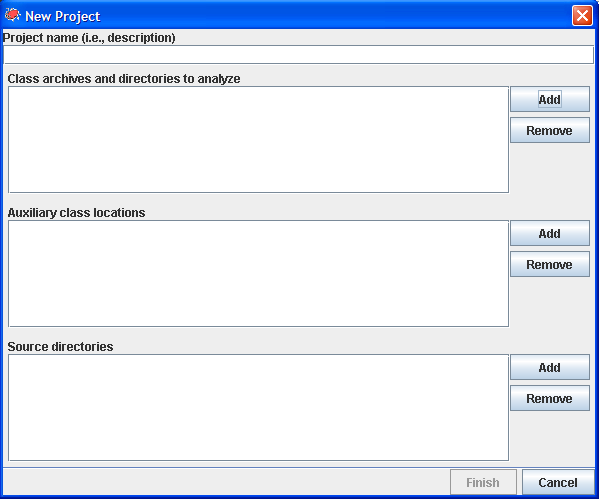 New Project
Project name (i.e., description)
Class archives and directories to analyze
Add
Remove
Auxiliary class locations
Add
Remove
Source directories
Add
Remove
Finish Cancel